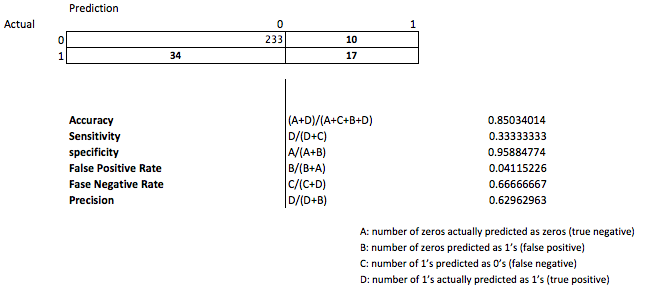 Prediction
Actual 0 1
0 233 10
1 34 17
Accuracy (A+D)/(A+C+B+D) 0.85034014
Sensitivity D/(D+C) 0.33333333
specificity A/(A+B) 0.95884774
False Positive Rate B/(B+A) 0.04115226
Fase Negative Rate C/(C+D) 0.66666667
Precision D/(D+B) 0.62962963
A: number of zeros actually predicted as zeros (true negative)
B: number of zeros predicted as 1's (false positive)
C: number of 1's predicted as 0's (false negative)
D: number of 1's actually predicted as 1's (true positive)